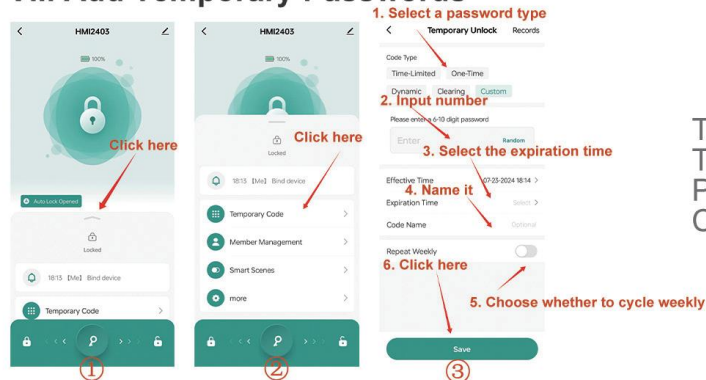 HMI2403
100%
Click here
Auto Lock Opened
Locked
18:15 【Me】 Bind device
Temporary Code
①
HMI2403
100%
Click here
Locked
18:15 【Me】 Bind device
Temporary Code
Member Management
Smart Scenes
more
②
1. Select a password type
Temporary Unlock Records
Code Type
Time-Limited One-Time
Dynamic Clearing Custom
2. Input number
Please enter a 6-10 digit password
Enter Random
3. Select the expiration time
Effective Time 07-23-2024 18:14
4. Name it
Expiration Time Select
Code Name Optional
Repeat Weekly
6. Click here
5. Choose whether to cycle weekly
Save
③